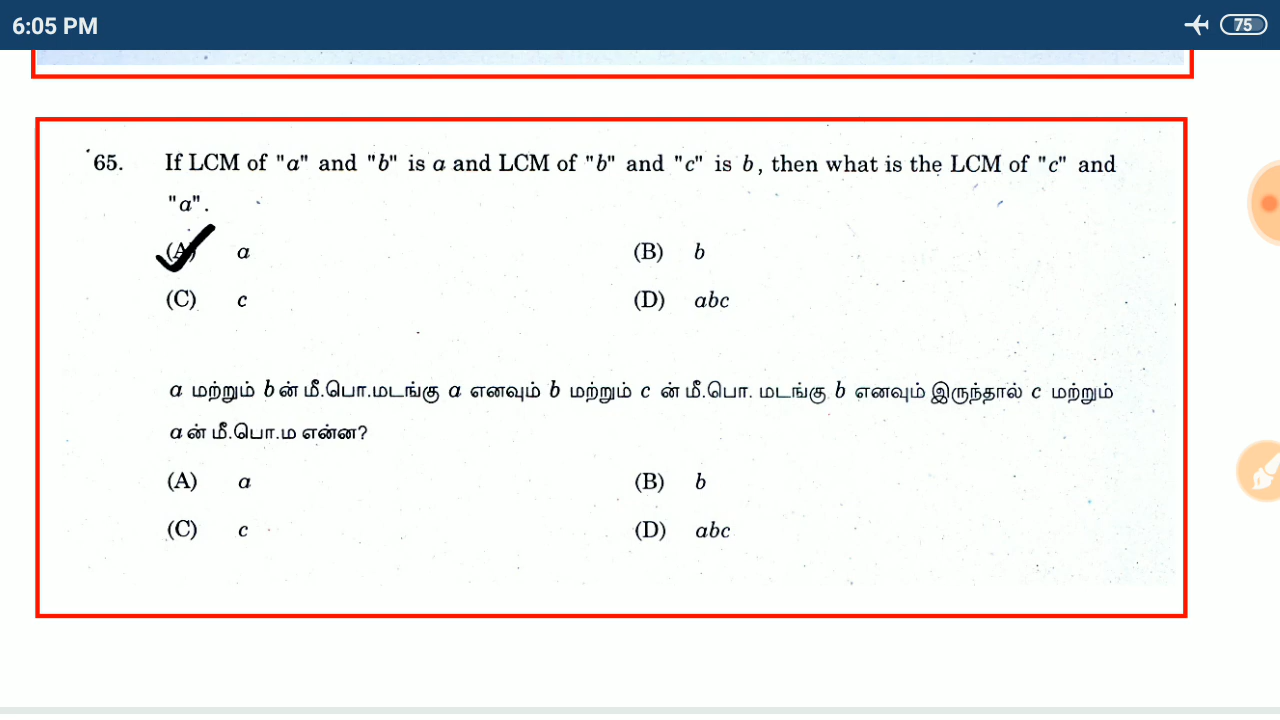 6:05 PM
75
65. If LCM of "a" and "b" is a and LCM of "b" and "c" is b, then what is the LCM of "c" and
"a".
(A) a (B) b
(C) c (D) abc
a மற்றும் b ன் மீ.பொ.மடங்கு a எனவும் b மற்றும் c ன் மீ.பொ. மடங்கு b எனவும் இருந்தால் c மற்றும்
a ன் மீ.பொ.ம என்ன?
(A) a (B) b
(C) c (D) abc